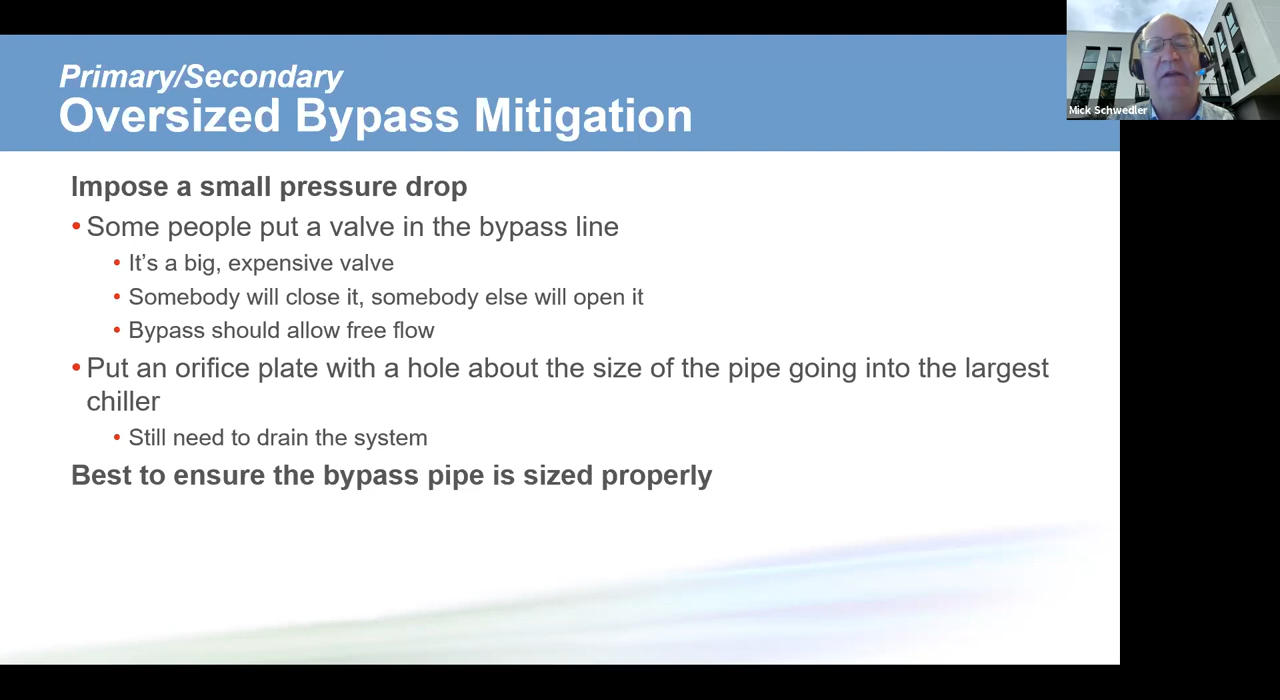 Primary/Secondary
Oversized Bypass Mitigation
Mick Schwedler
Impose a small pressure drop
• Some people put a valve in the bypass line
• It’s a big, expensive valve
• Somebody will close it, somebody else will open it
• Bypass should allow free flow
• Put an orifice plate with a hole about the size of the pipe going into the largest
chiller
• Still need to drain the system
Best to ensure the bypass pipe is sized properly